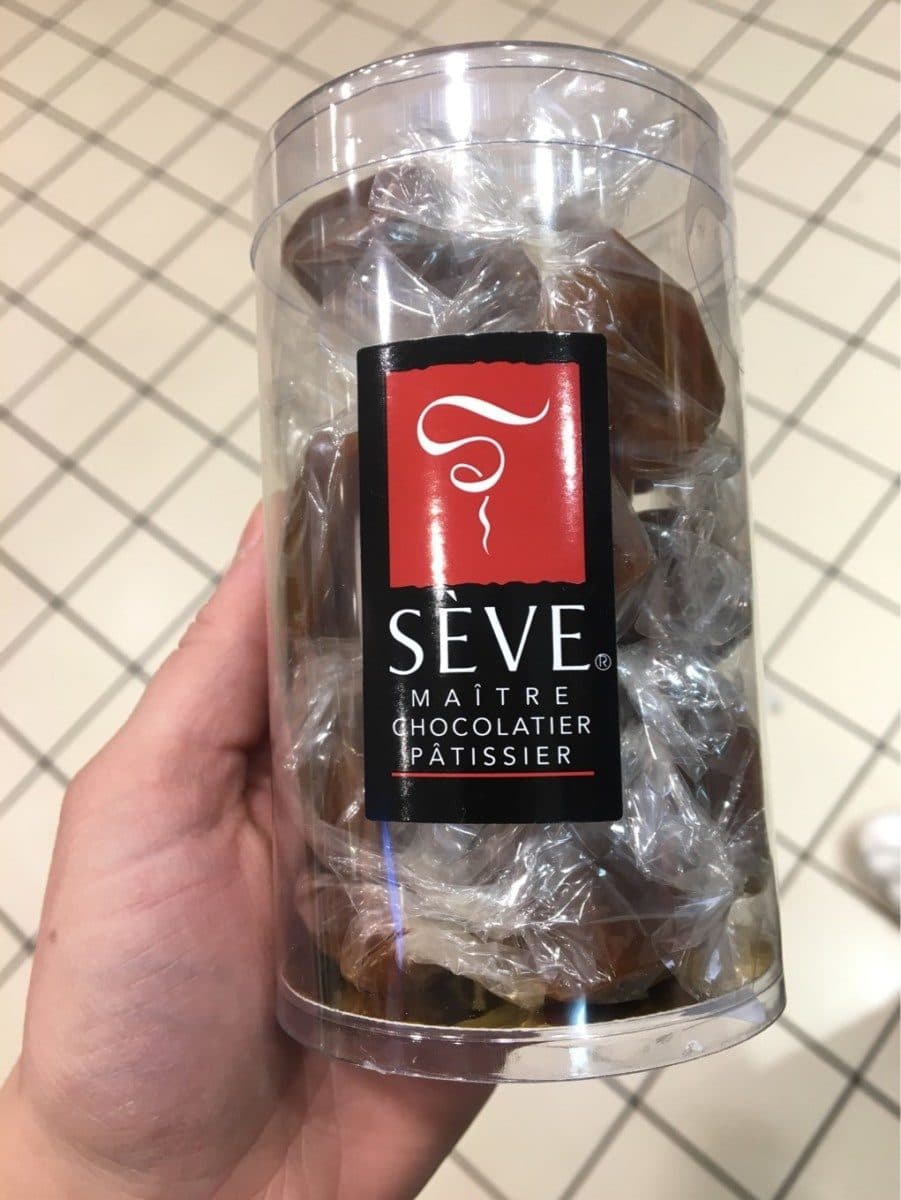 SÈVE®
MAÎTRE
CHOCOLATIER
PÂTISSIER